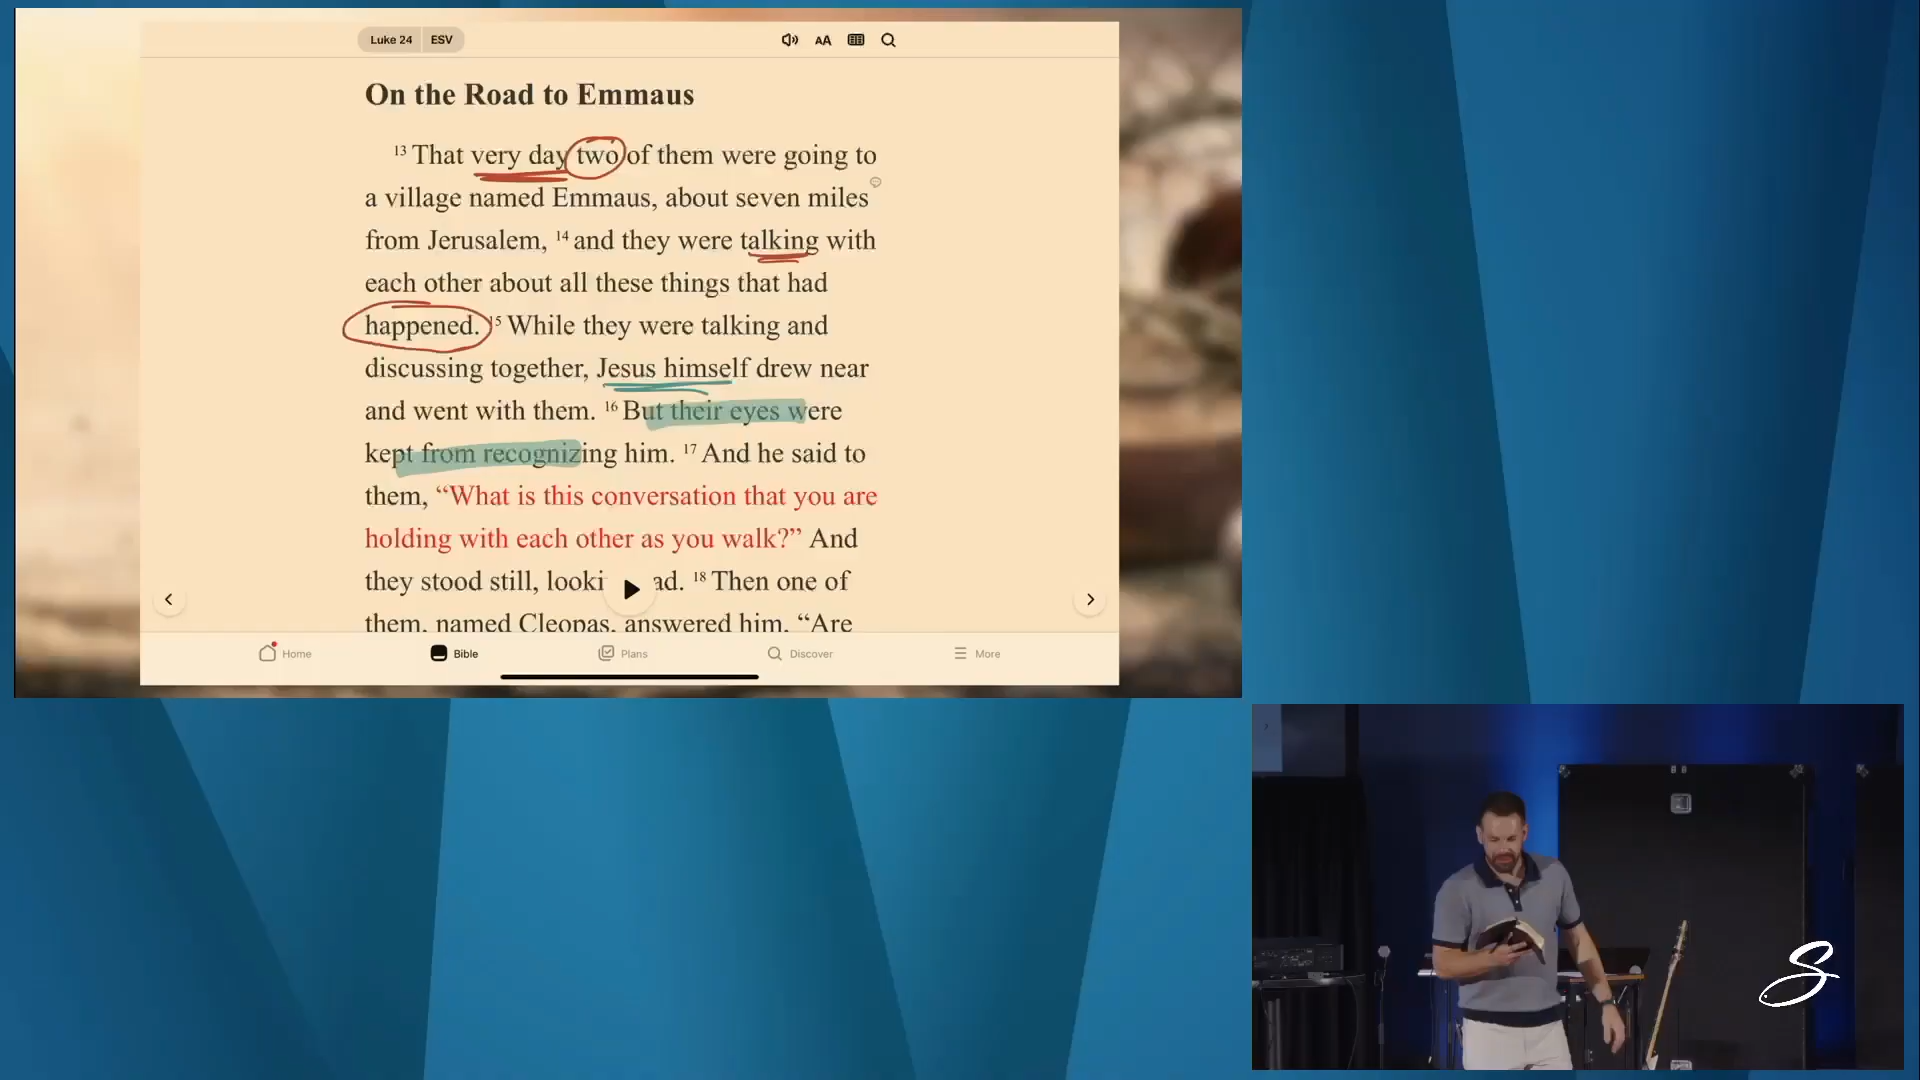 Luke 24 ESV
AA
On the Road to Emmaus
13 That very day two of them were going to
a village named Emmaus, about seven miles
from Jerusalem, 14 and they were talking with
each other about all these things that had
happened. 15 While they were talking and
discussing together, Jesus himself drew near
and went with them. 16 But their eyes were
kept from recognizing him. 17 And he said to
them, “What is this conversation that you are
holding with each other as you walk?” And
they stood still, looki ad. 18 Then one of
them, named Cleopas, answered him, “Are
Home Bible Plans Discover More